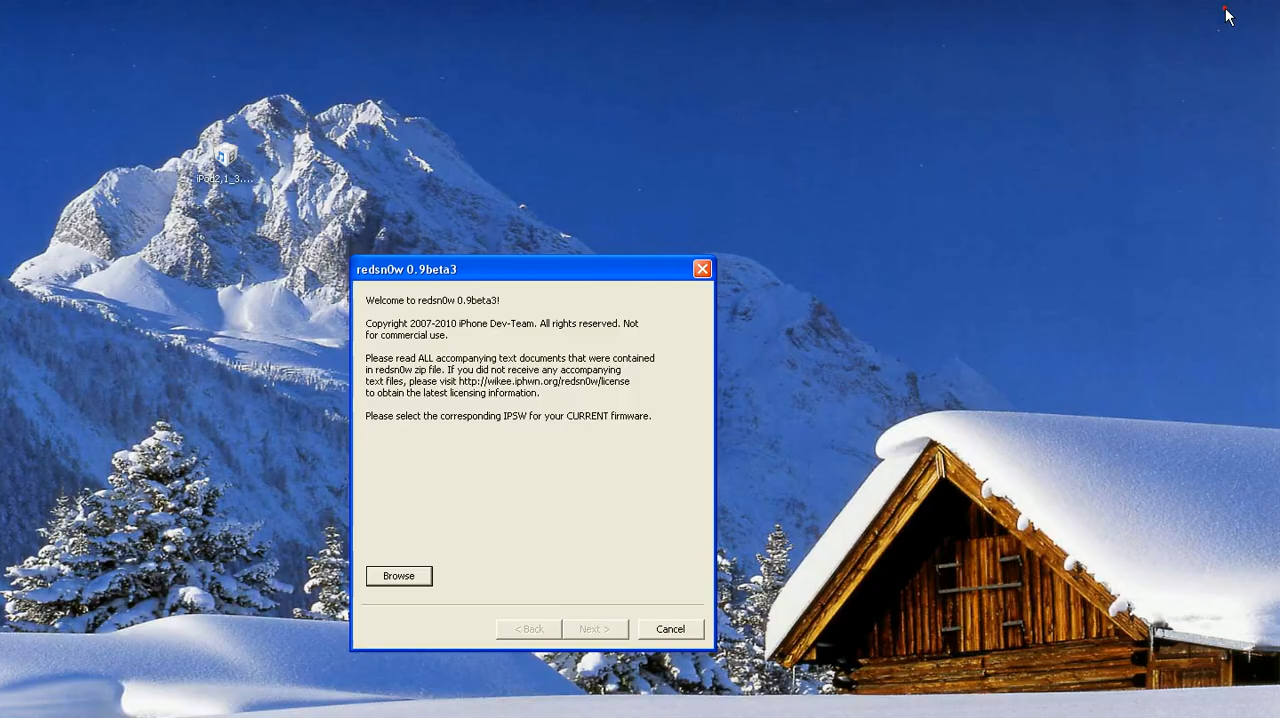 iPod2,1_3....
redsn0w 0.9beta3
Welcome to redsn0w 0.9beta3!
Copyright 2007-2010 iPhone Dev-Team. All rights reserved. Not
for commercial use.
Please read ALL accompanying text documents that were contained
in redsn0w zip file. If you did not receive any accompanying
text files, please visit http://wikee.iphwn.org/redsn0w/license
to obtain the latest licensing information.
Please select the corresponding IPSW for your CURRENT firmware.
Browse
< Back
Next >
Cancel